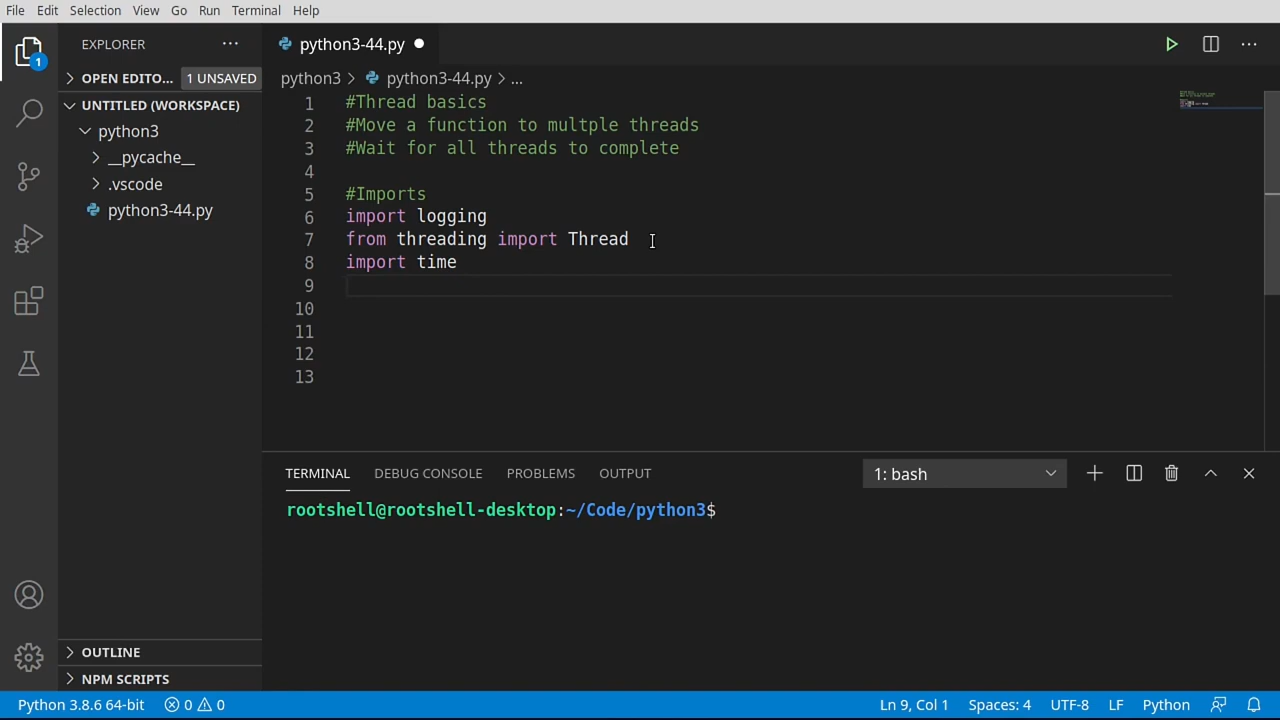 File Edit Selection View Go Run Terminal Help
EXPLORER ...
python3-44.py
1
OPEN EDITO... 1 UNSAVED
python3 > python3-44.py > ...
UNTITLED (WORKSPACE)
python3
__pycache__
.vscode
python3-44.py
1 #Thread basics
2 #Move a function to multple threads
3 #Wait for all threads to complete
4
5 #Imports
6 import logging
7 from threading import Thread
8 import time
9
10
11
12
13
TERMINAL DEBUG CONSOLE PROBLEMS OUTPUT 1: bash
rootshell@rootshell-desktop:~/Code/python3$
OUTLINE
NPM SCRIPTS
Python 3.8.6 64-bit 0 0 Ln 9, Col 1 Spaces: 4 UTF-8 LF Python